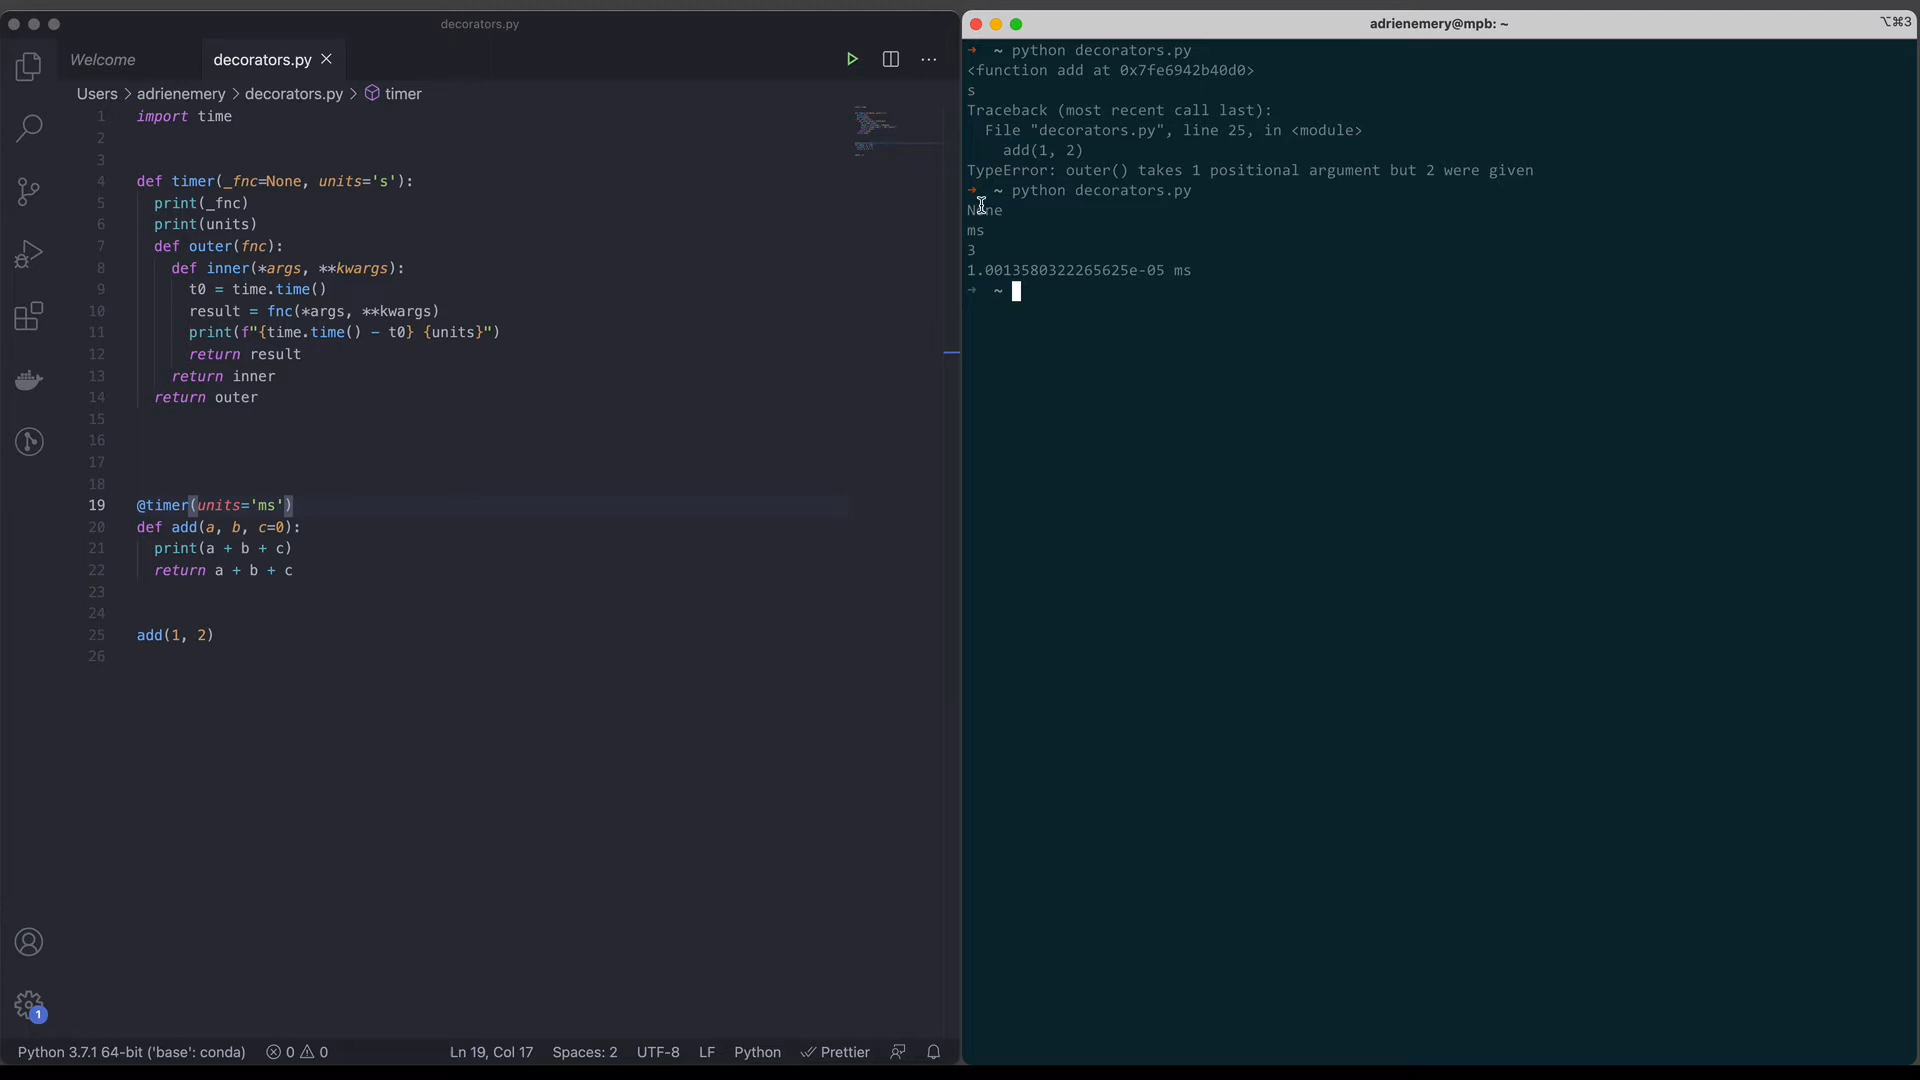 decorators.py
Welcome
decorators.py
Users > adrienemery > decorators.py > timer
1 import time
2
3
4 def timer(_fnc=None, units='s'):
5 print(_fnc)
6 print(units)
7 def outer(fnc):
8 def inner(*args, **kwargs):
9 t0 = time.time()
10 result = fnc(*args, **kwargs)
11 print(f"{time.time() - t0} {units}")
12 return result
13 return inner
14 return outer
15
16
17
18
19 @timer(units='ms')
20 def add(a, b, c=0):
21 print(a + b + c)
22 return a + b + c
23
24
25 add(1, 2)
26
1
Python 3.7.1 64-bit ('base': conda) 0 0 Ln 19, Col 17 Spaces: 2 UTF-8 LF Python Prettier
adrienemery@mpb: ~ ⌥⌘3
→ ~ python decorators.py
<function add at 0x7fe6942b40d0>
s
Traceback (most recent call last):
File "decorators.py", line 25, in <module>
add(1, 2)
TypeError: outer() takes 1 positional argument but 2 were given
→ ~ python decorators.py
None
ms
3
1.0013580322265625e-05 ms
→ ~